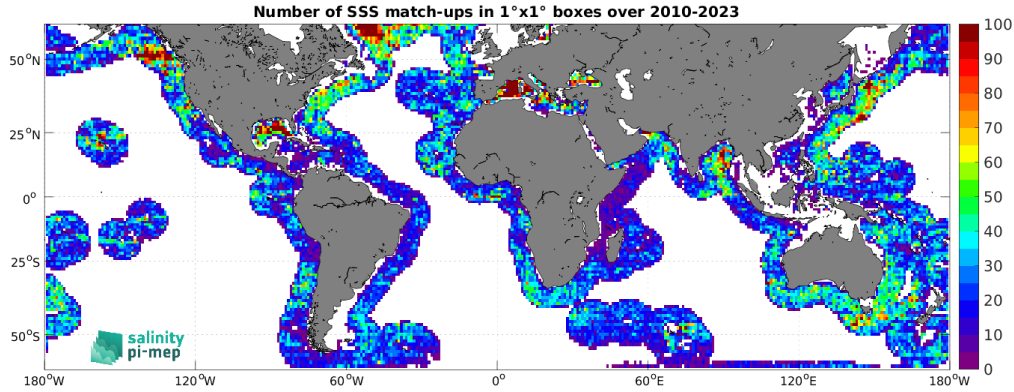 Number of SSS match-ups in 1°x1° boxes over 2010-2023
100
90
80
70
60
50
40
30
20
10
0
50°N
25°N
0°
25°S
50°S
salinity
pi-mep
180°W
120°W
60°W
0°
60°E
120°E
180°W